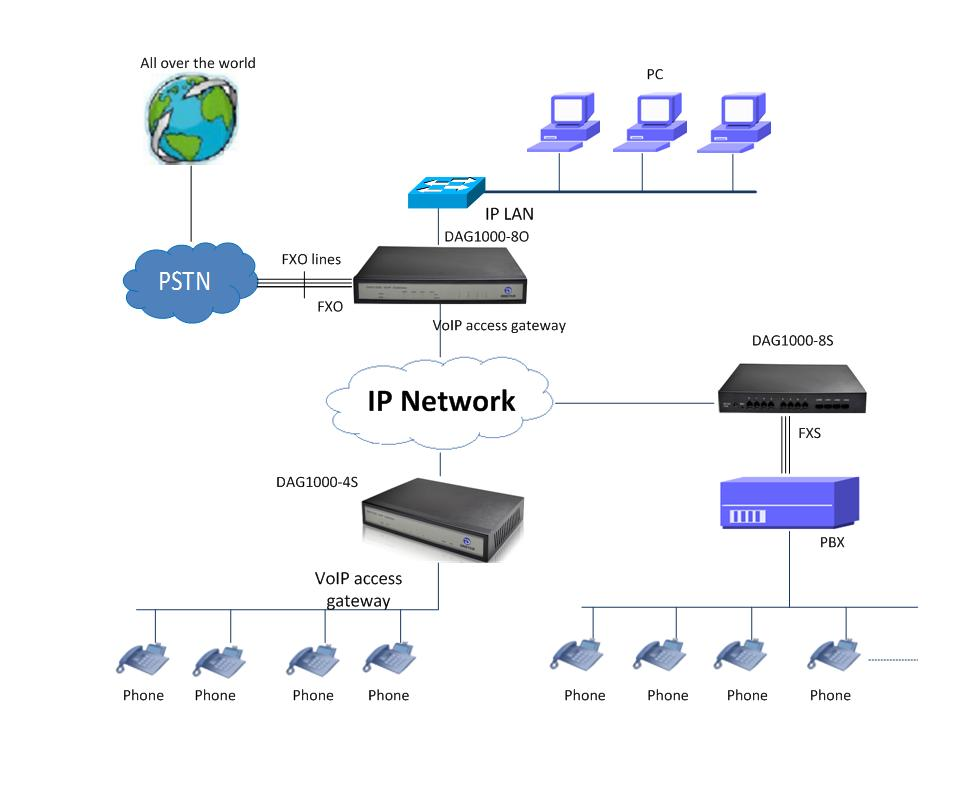 All over the world
PC
IP LAN
DAG1000-8O
FXO lines
PSTN
FXO
VoIP access gateway
DAG1000-8S
IP Network
FXS
DAG1000-4S
PBX
VoIP access
gateway
Phone
Phone
Phone
Phone
Phone
Phone
Phone
Phone